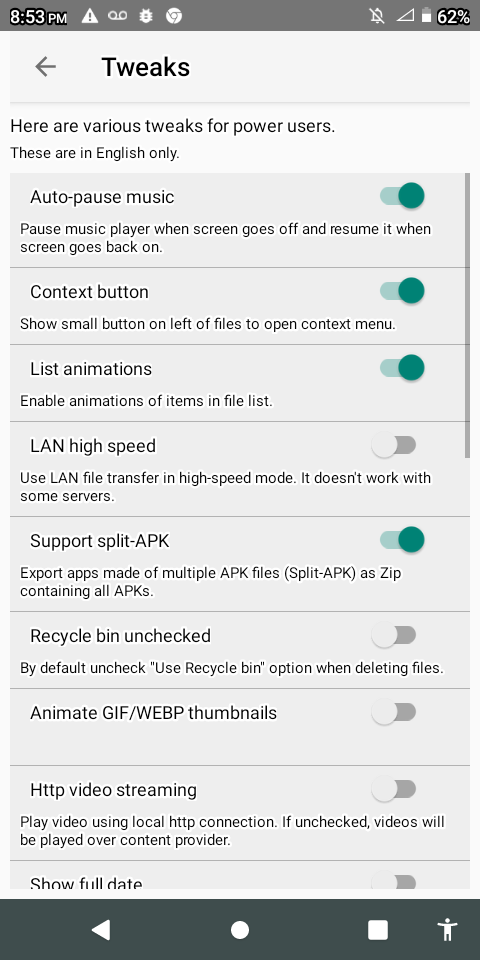 8:53 PM
62%
Tweaks
Here are various tweaks for power users.
These are in English only.
Auto-pause music
Pause music player when screen goes off and resume it when
screen goes back on.
Context button
Show small button on left of files to open context menu.
List animations
Enable animations of items in file list.
LAN high speed
Use LAN file transfer in high-speed mode. It doesn't work with
some servers.
Support split-APK
Export apps made of multiple APK files (Split-APK) as Zip
containing all APKs.
Recycle bin unchecked
By default uncheck "Use Recycle bin" option when deleting files.
Animate GIF/WEBP thumbnails
Http video streaming
Play video using local http connection. If unchecked, videos will
be played over content provider.
Show full date